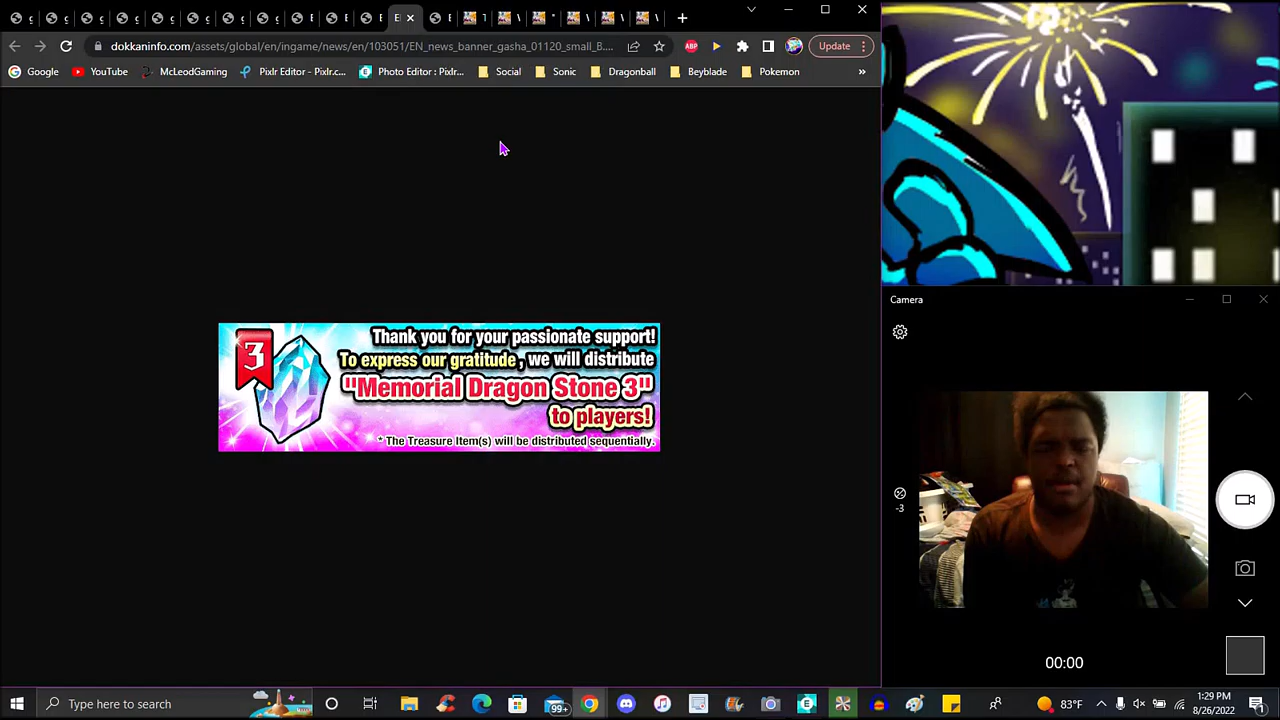 dokkaninfo.com/assets/global/en/ingame/news/en/103051/EN_news_banner_gasha_01120_small_B....
ABP
Update
Google
YouTube
McLeodGaming
Pixlr Editor - Pixlr.c...
Photo Editor : Pixlr...
Social
Sonic
Dragonball
Beyblade
Pokemon
»
3
Thank you for your passionate support!
To express our gratitude, we will distribute
"Memorial Dragon Stone 3"
to players!
* The Treasure Item(s) will be distributed sequentially.
Camera
-3
00:00
Type here to search
99+
83°F
1:29 PM
8/26/2022